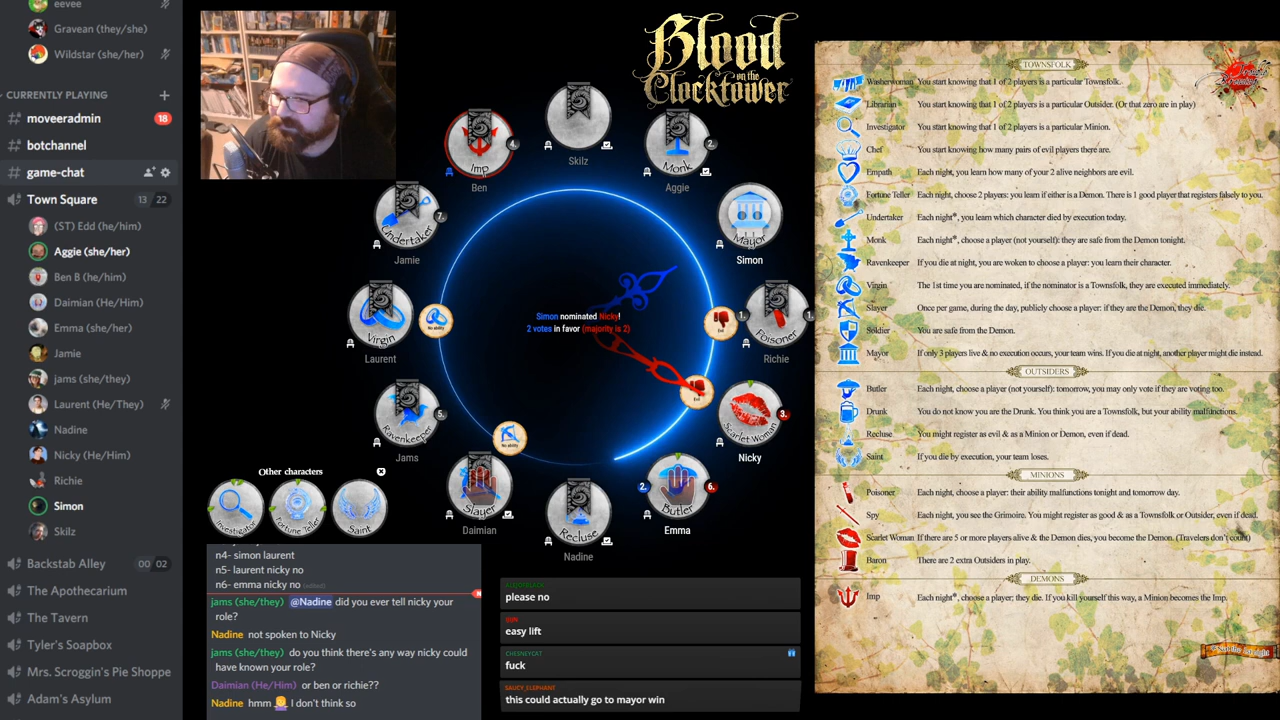 eevee
Gravean (they/she)
Wildstar (she/her)
CURRENTLY PLAYING
# moveeradmin 18
# botchannel
# game-chat
Town Square 13 22
(ST) Edd (he/him)
Aggie (she/her)
Ben B (he/him)
Daimian (He/Him)
Emma (she/her)
Jamie
jams (she/they)
Laurent (He/They)
Nadine
Nicky (He/Him)
Richie
Simon
Skilz
Backstab Alley 00 02
The Apothecarium
The Tavern
Tyler's Soapbox
Mrs. Scroggin's Pie Shoppe
Adam's Asylum
Blood
on the
Clocktower
Skilz
Imp
4.
Ben
Monk
2.
Aggie
Mayor
Simon
Undertaker
7.
Jamie
Virgin
No ability
Laurent
1.
Poisoner
1.
Evil
Richie
Simon nominated Nicky!
2 votes in favor (majority is 2)
Ravenkeeper
5.
Jams
Scarlet Woman
3.
Evil
Nicky
Slayer
No ability
Daimian
Recluse
Nadine
2.
Butler
6.
Emma
Other characters
Investigator
Fortune Teller
Saint
n4- simon laurent
n5- laurent nicky no
n6- emma nicky no (edited)
jams (she/they) @Nadine did you ever tell nicky your
role?
Nadine not spoken to Nicky
jams (she/they) do you think there's any way nicky could
have known your role?
Daimian (He/Him) or ben or richie??
Nadine hmm I don't think so
please no
easy lift
CHESNEYCAT
fuck
SAUCY_ELEPHANT
this could actually go to mayor win
TOWNSFOLK
Washerwoman You start knowing that 1 of 2 players is a particular Townsfolk.
Librarian You start knowing that 1 of 2 players is a particular Outsider. (Or that zero are in play)
Investigator You start knowing that 1 of 2 players is a particular Minion.
Chef You start knowing how many pairs of evil players there are.
Empath Each night, you learn how many of your 2 alive neighbors are evil.
Fortune Teller Each night, choose 2 players: you learn if either is a Demon. There is 1 good player that registers falsely to you.
Undertaker Each night*, you learn which character died by execution today.
Monk Each night*, choose a player (not yourself): they are safe from the Demon tonight.
Ravenkeeper If you die at night, you are woken to choose a player: you learn their character.
Virgin The 1st time you are nominated, if the nominator is a Townsfolk, they are executed immediately.
Slayer Once per game, during the day, publicly choose a player: if they are the Demon, they die.
Soldier You are safe from the Demon.
Mayor If only 3 players live & no execution occurs, your team wins. If you die at night, another player might die instead.
OUTSIDERS
Butler Each night, choose a player (not yourself): tomorrow, you may only vote if they are voting too.
Drunk You do not know you are the Drunk. You think you are a Townsfolk, but your ability malfunctions.
Recluse You might register as evil & as a Minion or Demon, even if dead.
Saint If you die by execution, your team loses.
MINIONS
Poisoner Each night, choose a player: their ability malfunctions tonight and tomorrow day.
Spy Each night, you see the Grimoire. You might register as good & as a Townsfolk or Outsider, even if dead.
Scarlet Woman If there are 5 or more players alive & the Demon dies, you become the Demon. (Travelers don't count)
Baron There are 2 extra Outsiders in play.
DEMONS
Imp Each night*, choose a player; they die. If you kill yourself this way, a Minion becomes the Imp.